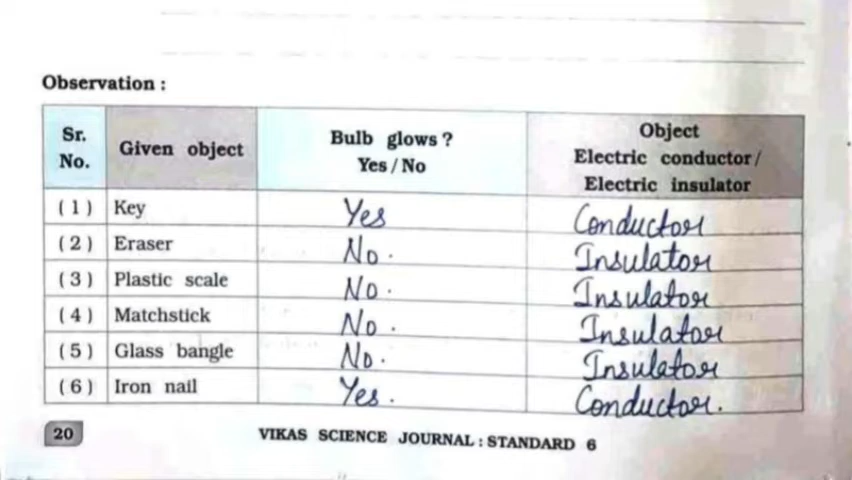 Observation :
Sr. No. Given object Bulb glows ? Yes / No Object Electric conductor / Electric insulator
( 1 ) Key Yes Conductor
( 2 ) Eraser No. Insulator
( 3 ) Plastic scale No. Insulator
( 4 ) Matchstick No. Insulator
( 5 ) Glass bangle No. Insulator
( 6 ) Iron nail Yes. Conductor.
20 VIKAS SCIENCE JOURNAL : STANDARD 6